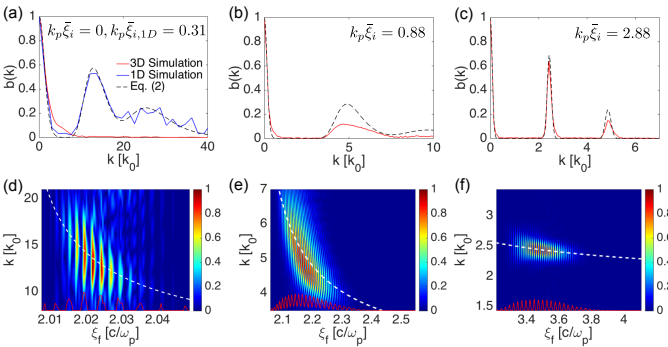 (a)
k_p ξ̄_i = 0, k_p ξ̄_{i,1D} = 0.31
3D Simulation
1D Simulation
Eq. (2)
b(k)
1
0.8
0.6
0.4
0.2
0
0 10 20 30 40
k [k_0]
(b)
k_p ξ̄_i = 0.88
b(k)
1
0.8
0.6
0.4
0.2
0
0 5 10
k [k_0]
(c)
k_p ξ̄_i = 2.88
b(k)
1
0.8
0.6
0.4
0.2
0
0 2 4 6
k [k_0]
(d)
k [k_0]
20
15
10
2.01 2.02 2.03 2.04
ξ_f [c/ω_p]
1
0.8
0.6
0.4
0.2
0
(e)
k [k_0]
7
6
5
4
2.1 2.2 2.3 2.4 2.5
ξ_f [c/ω_p]
1
0.8
0.6
0.4
0.2
0
(f)
k [k_0]
3.5
3
2.5
2
1.5
3.4 3.6 3.8 4
ξ_f [c/ω_p]
1
0.8
0.6
0.4
0.2
0